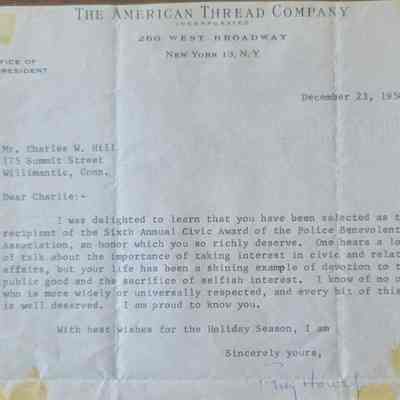 THE AMERICAN THREAD COMPANY
INCORPORATED
260 WEST BROADWAY
NEW YORK 13, N.Y.
FFICE OF
RESIDENT
December 23, 195
Mr. Charles W. Hill
175 Summit Street
Willimantic, Conn.
Dear Charlie:-
I was delighted to learn that you have been selected as t
recipient of the Sixth Annual Civic Award of the Police Benevolent
Association, an honor which you so richly deserve. One hears a lo
of talk about the importance of taking interest in civic and relat
affairs, but your life has been a shining example of devotion to t
public good and the sacrifice of selfish interest. I know of no o
who is more widely or universally respected, and every bit of this
is well deserved. I am proud to know you.
With best wishes for the Holiday Season, I am
Sincerely yours,